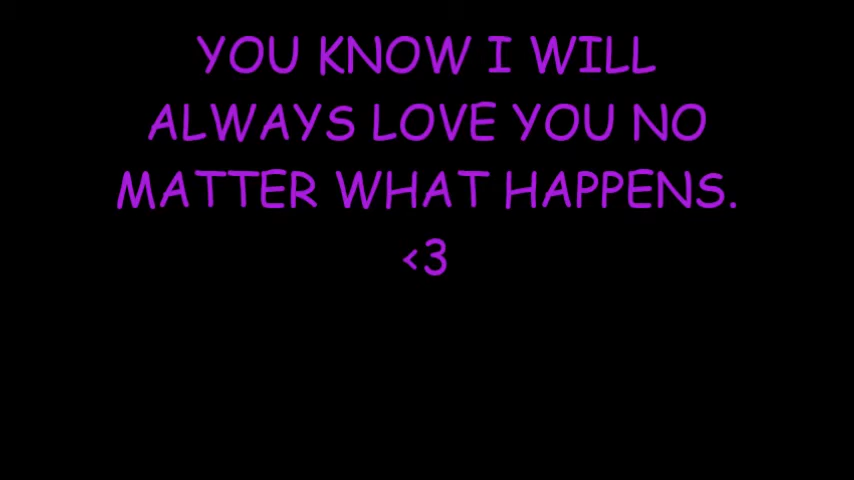 YOU KNOW I WILL
ALWAYS LOVE YOU NO
MATTER WHAT HAPPENS.
<3